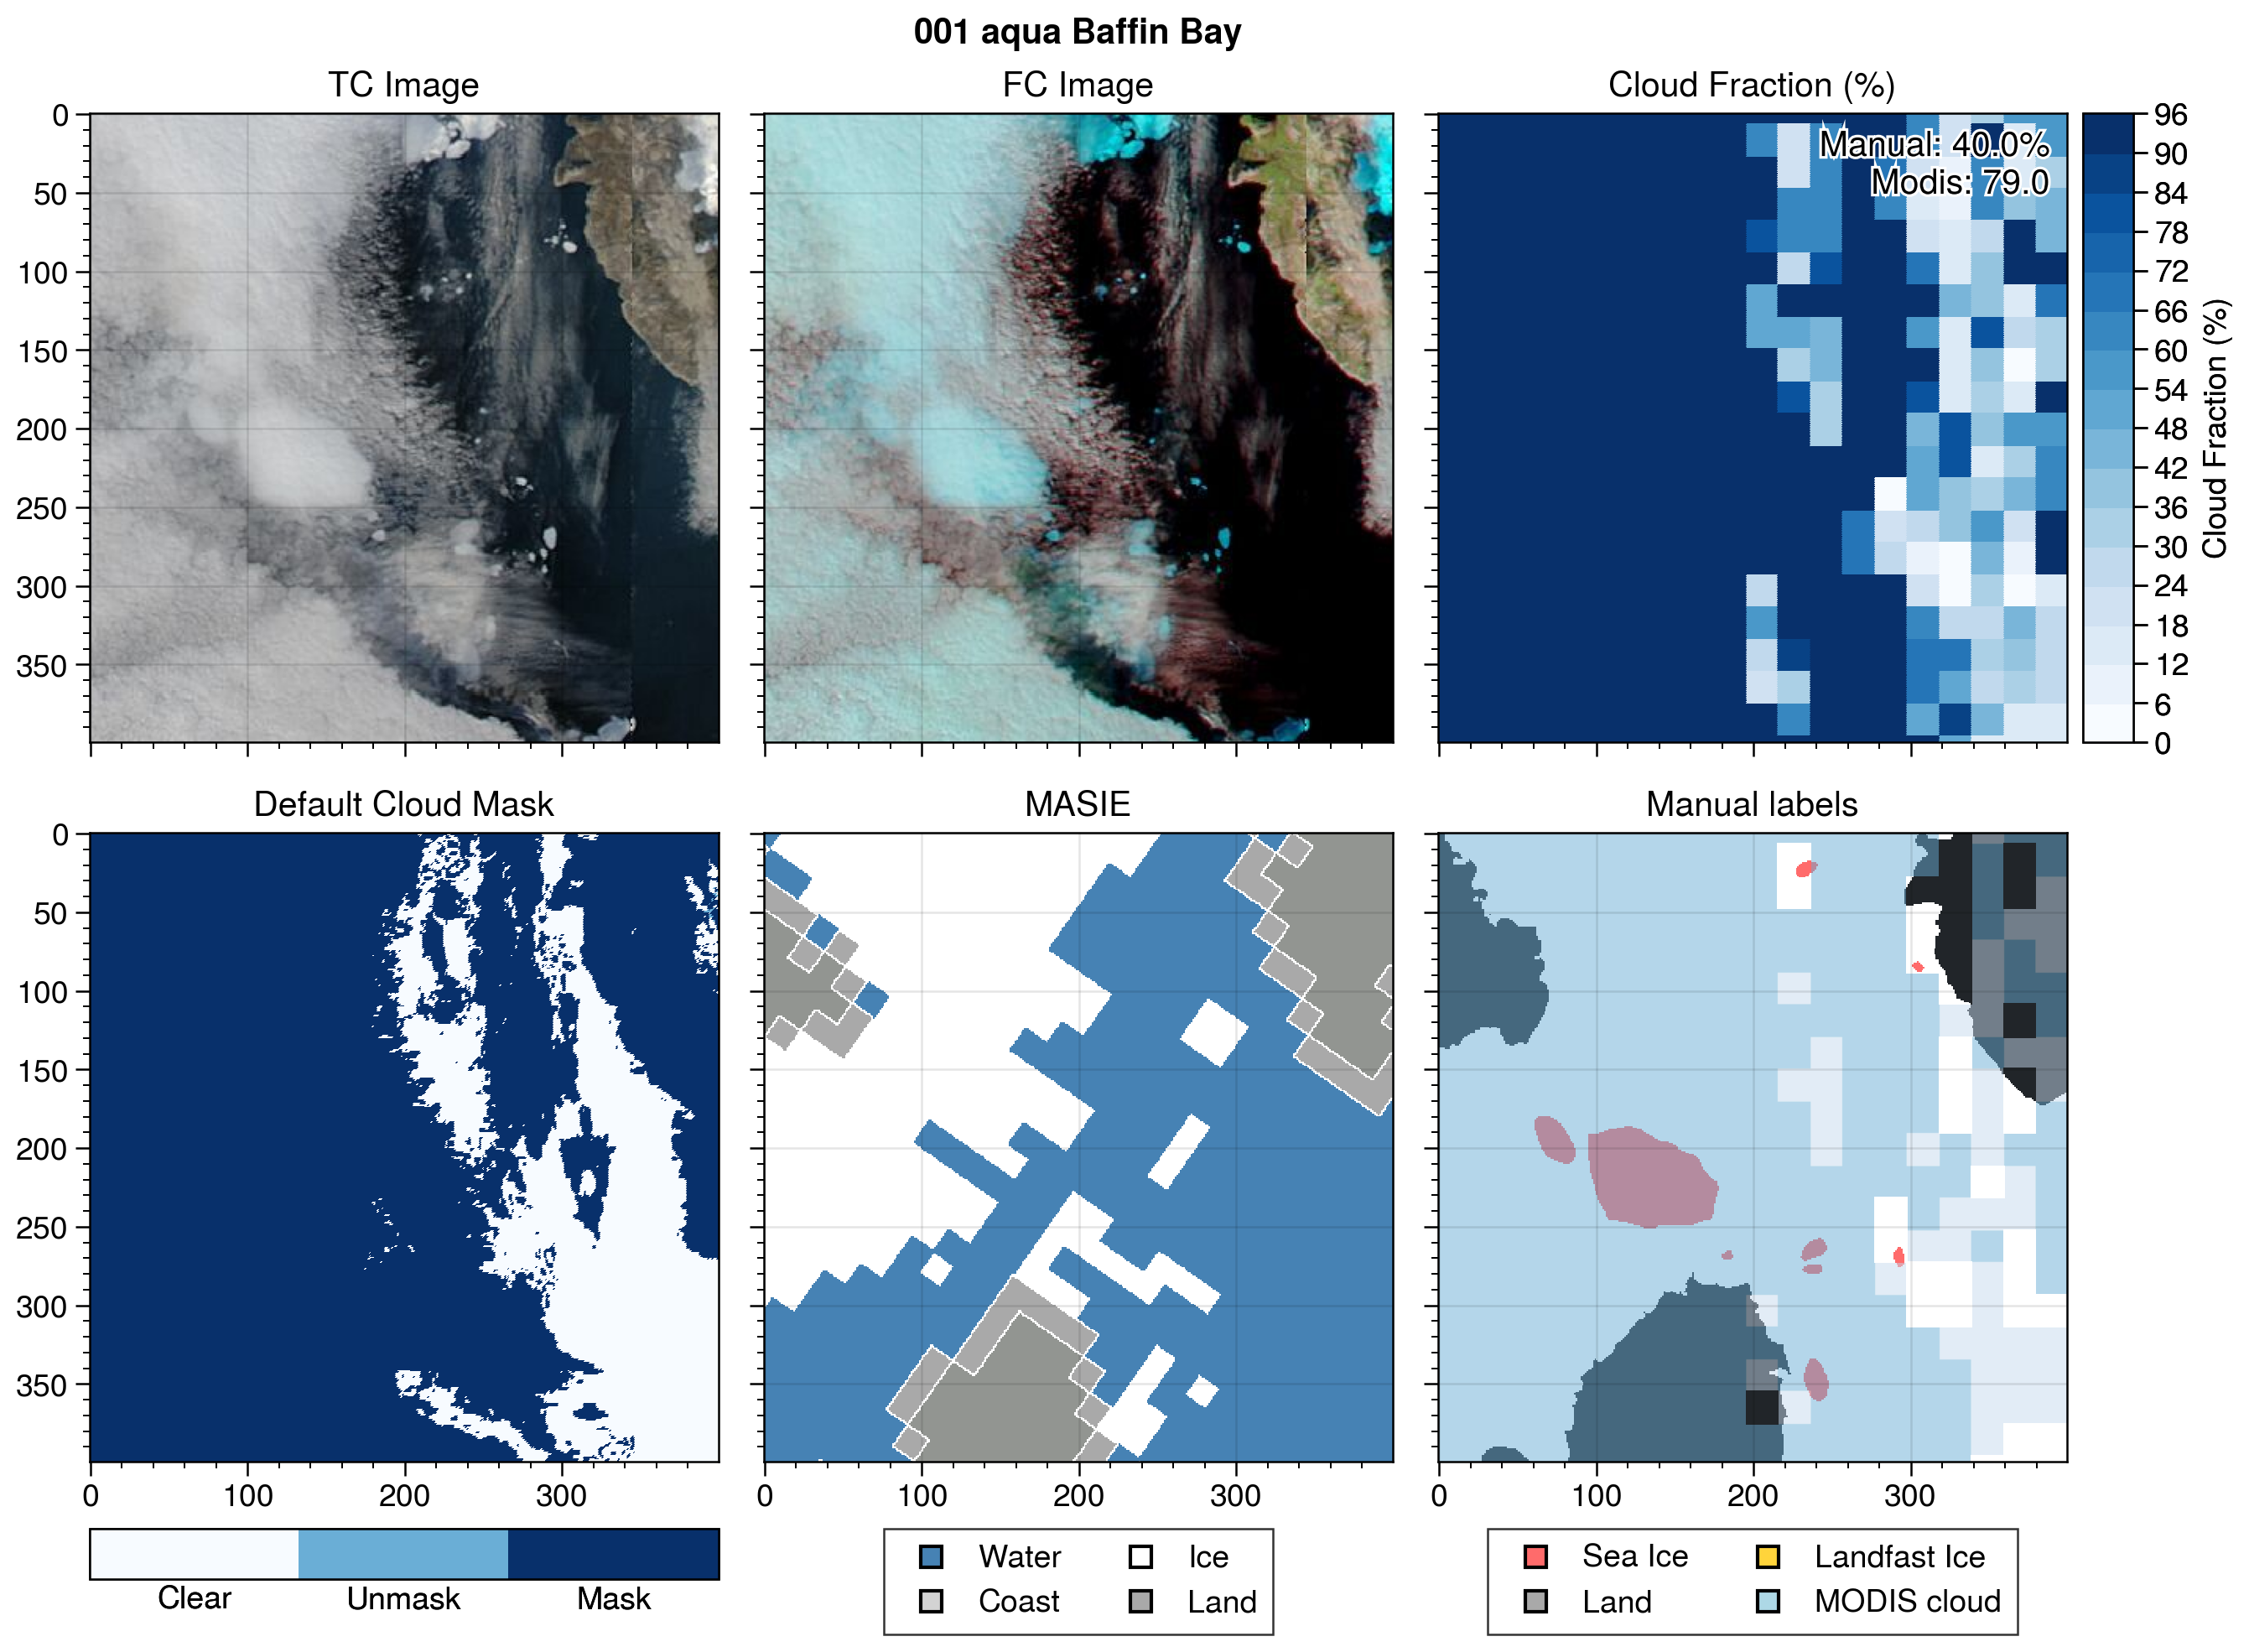 001 aqua Baffin Bay
TC Image
FC Image
Cloud Fraction (%)
0
50
100
150
200
250
300
350
Manual: 40.0%
Modis: 79.0
96
90
84
78
72
66
60
54
48
42
36
30
24
18
12
6
0
Cloud Fraction (%)
Default Cloud Mask
MASIE
Manual labels
0
50
100
150
200
250
300
350
0 100 200 300
0 100 200 300
0 100 200 300
Clear Unmask Mask
Water Ice
Coast Land
Sea Ice Landfast Ice
Land MODIS cloud